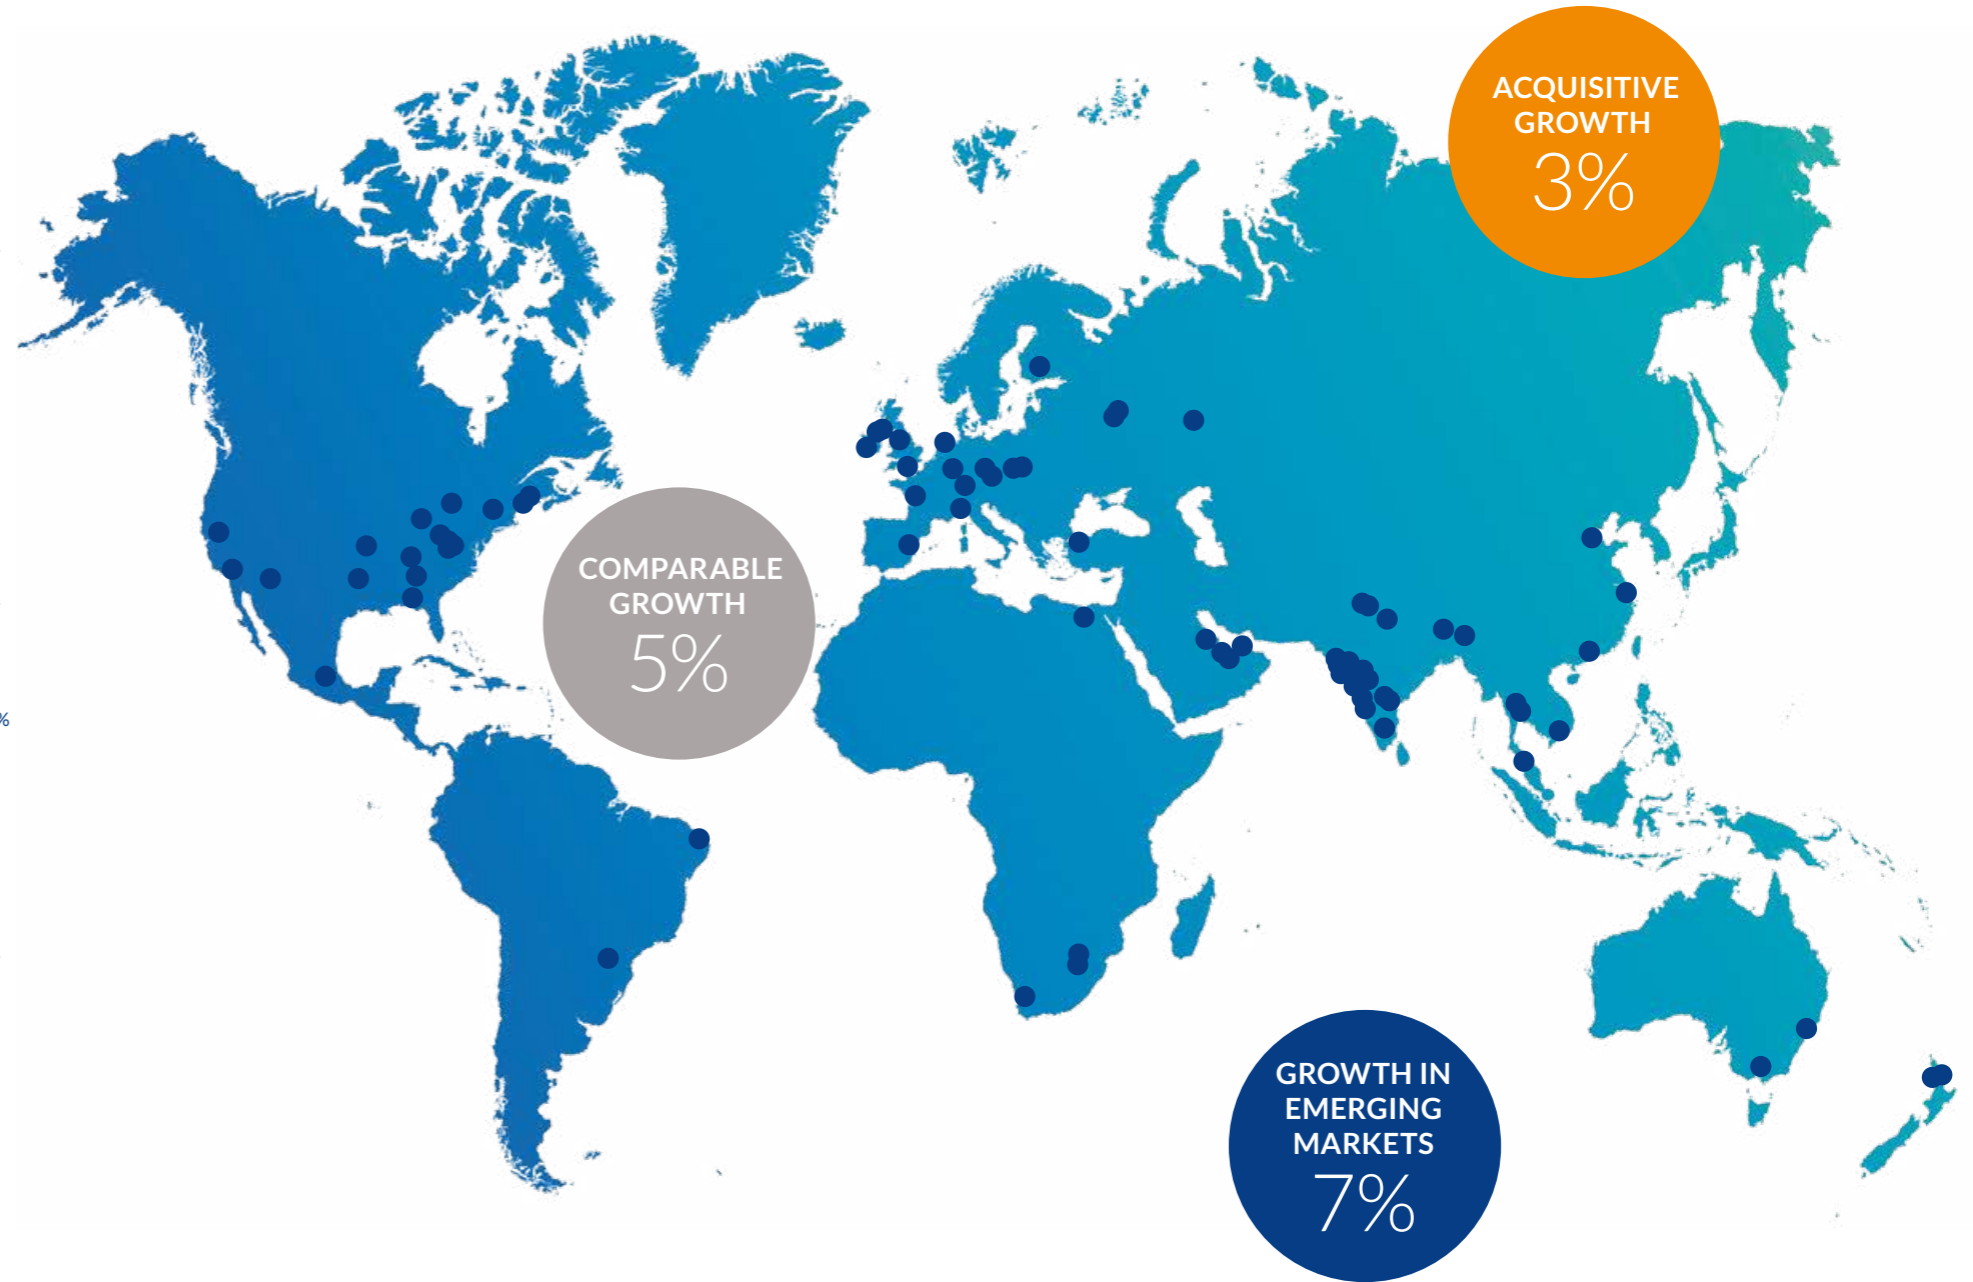 ACQUISITIVE
GROWTH
3%
COMPARABLE
GROWTH
5%
%
GROWTH IN
EMERGING
MARKETS
7%